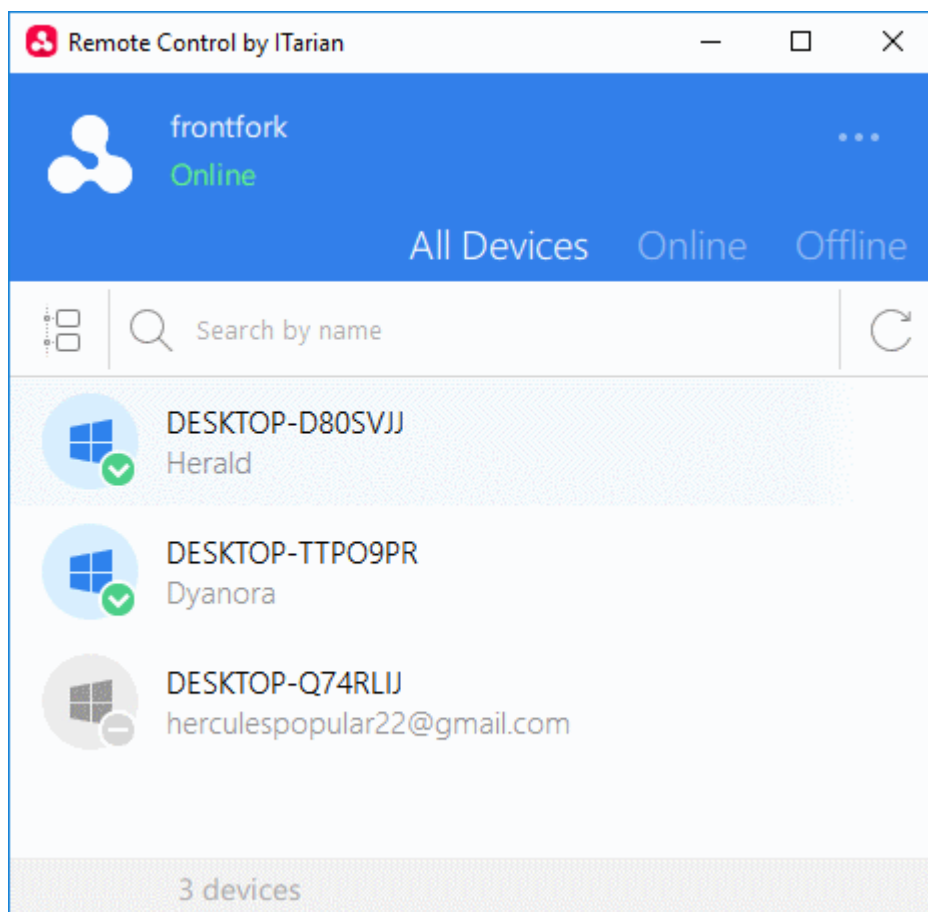 Remote Control by ITarian
frontfork
Online
All Devices Online Offline
Search by name
DESKTOP-D80SVJJ
Herald
DESKTOP-TTPO9PR
Dyanora
DESKTOP-Q74RLIJ
herculespopular22@gmail.com
3 devices